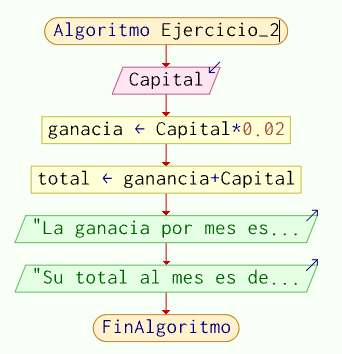 Algoritmo Ejercicio_2
Capital
ganacia ← Capital*0.02
total ← ganancia+Capital
"La ganacia por mes es...
"Su total al mes es de...
FinAlgoritmo